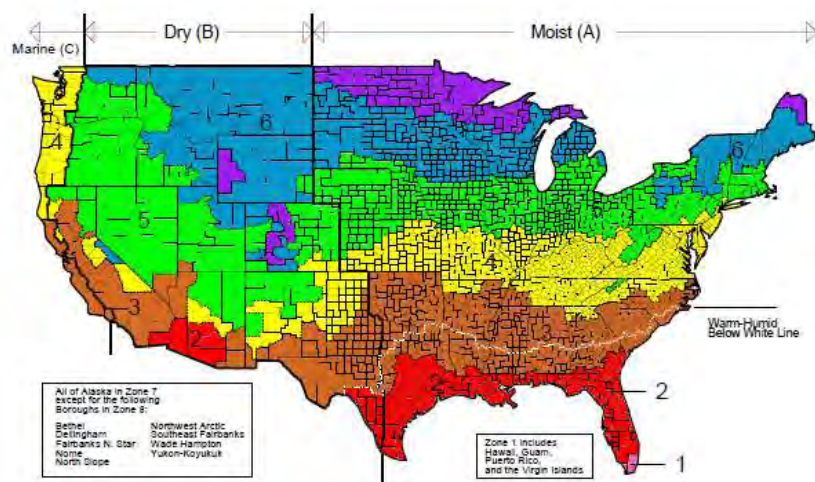 Dry (B)
Moist (A)
Marine (C)
7
6
6
4
5
5
4
3
3
2
2
Warm-Humid
Below White Line
2
1
All of Alaska in Zone 7
except for the following
Boroughs in Zone 8:
Bethel Northwest Arctic
Dellingham Southeast Fairbanks
Fairbanks N. Star Wade Hampton
Nome Yukon-Koyukuk
North Slope
Zone 1 includes
Hawaii, Guam,
Puerto Rico,
and the Virgin Islands